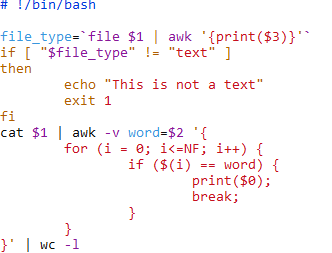 # !/bin/bash
file_type=`file $1 | awk '{print($3)}'`
if [ "$file_type" != "text" ]
then
        echo "This is not a text"
        exit 1
fi
cat $1 | awk -v word=$2 '{
        for (i = 0; i<=NF; i++) {
                if ($(i) == word) {
                        print($0);
                        break;
                }
        }
}' | wc -l